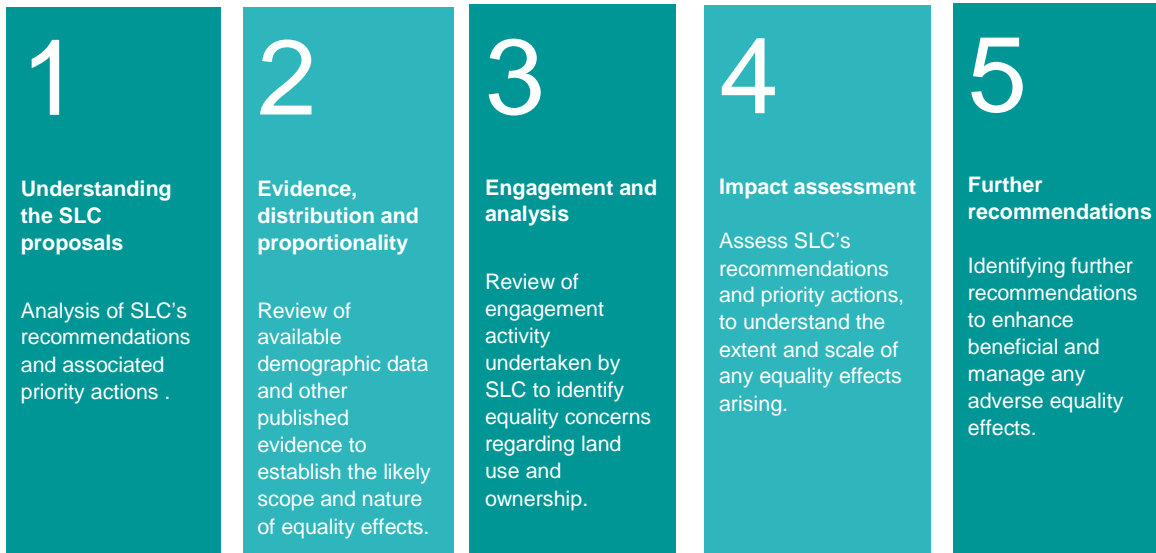 1
Understanding
the SLC
proposals
Analysis of SLC's
recommendations
and associated
priority actions .
2
Evidence,
distribution and
proportionality
Review of
available
demographic data
and other
published
evidence to
establish the likely
scope and nature
of equality effects.
3
Engagement and
analysis
Review of
engagement
activity
undertaken by
SLC to identify
equality concerns
regarding land
use and
ownership.
4
Impact assessment
Assess SLC's
recommendations
and priority actions,
to understand the
extent and scale of
any equality effects
arising.
5
Further
recommendations
Identifying further
recommendations
to enhance
beneficial and
manage any
adverse equality
effects.